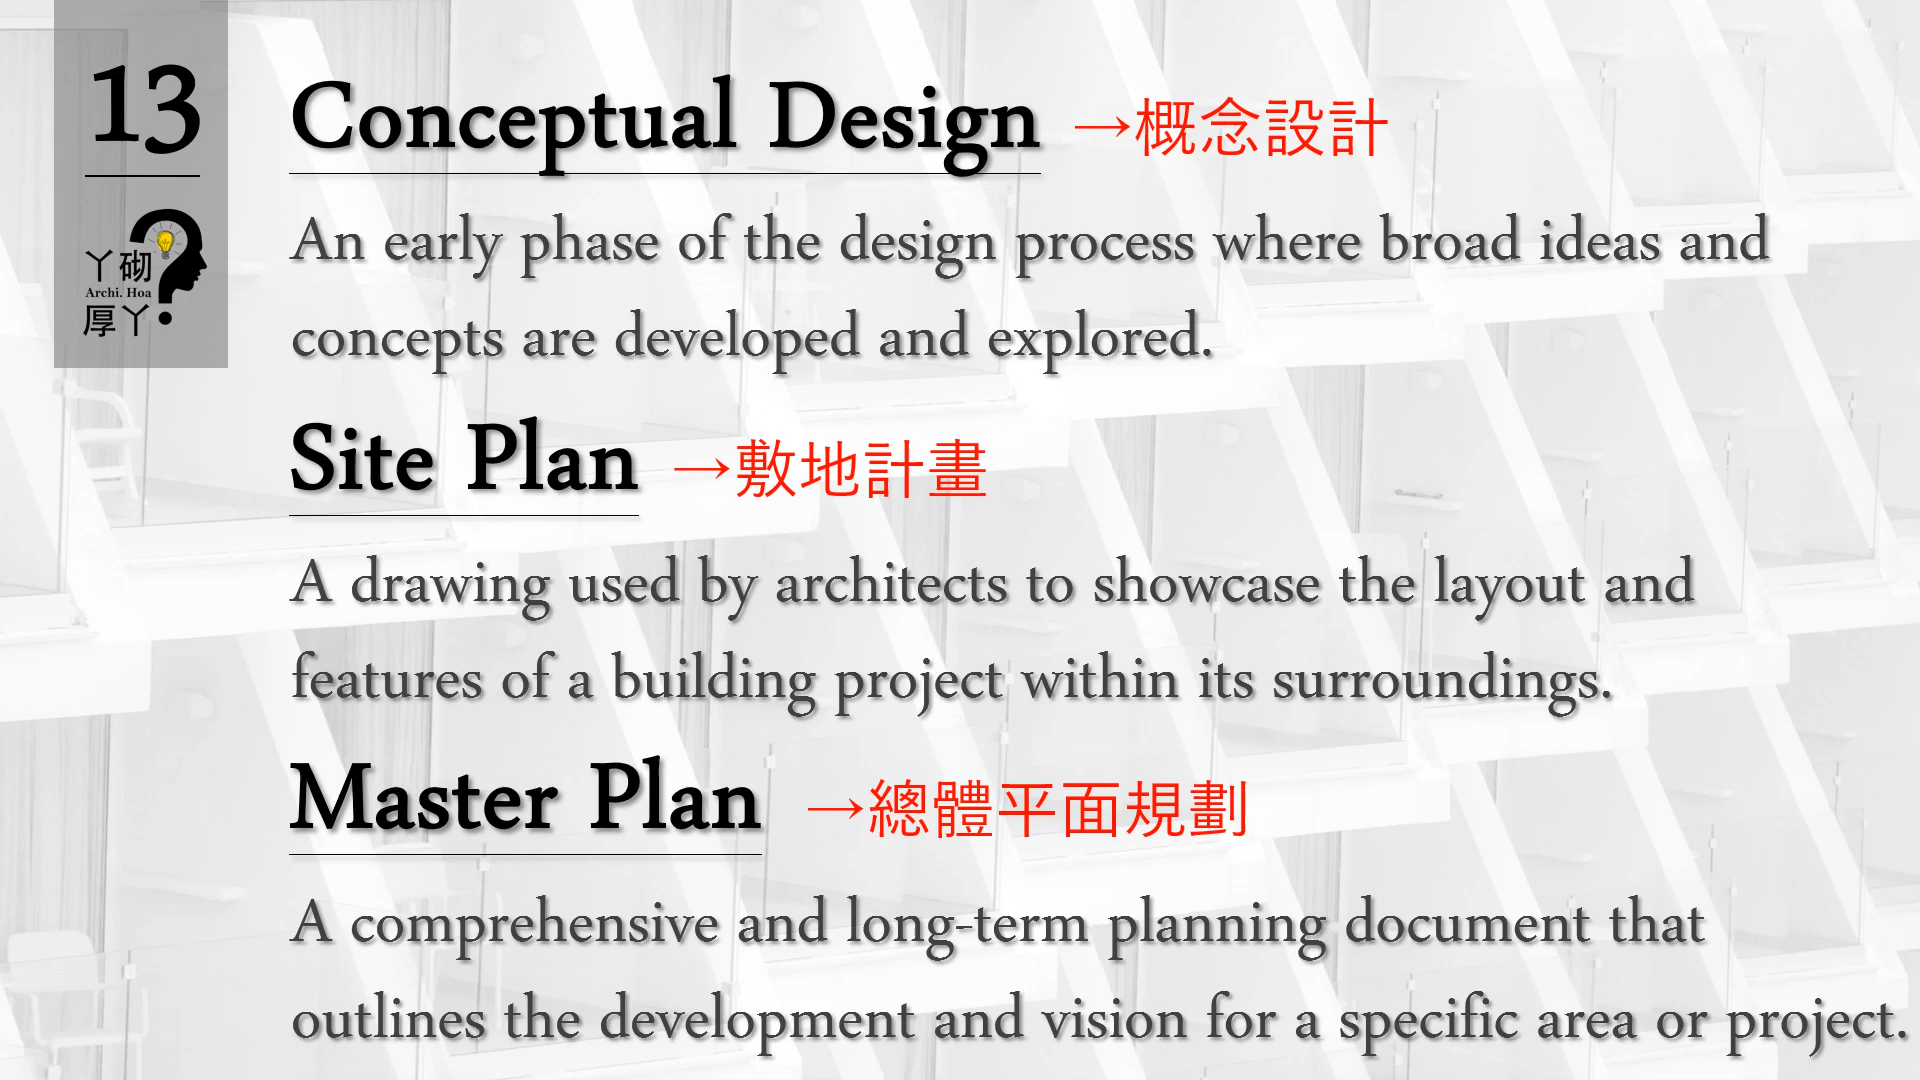 13
丫砌
Archi. Hoa
厚丫
Conceptual Design →概念設計
An early phase of the design process where broad ideas and
concepts are developed and explored.
Site Plan →敷地計畫
A drawing used by architects to showcase the layout and
features of a building project within its surroundings.
Master Plan →總體平面規劃
A comprehensive and long-term planning document that
outlines the development and vision for a specific area or project.